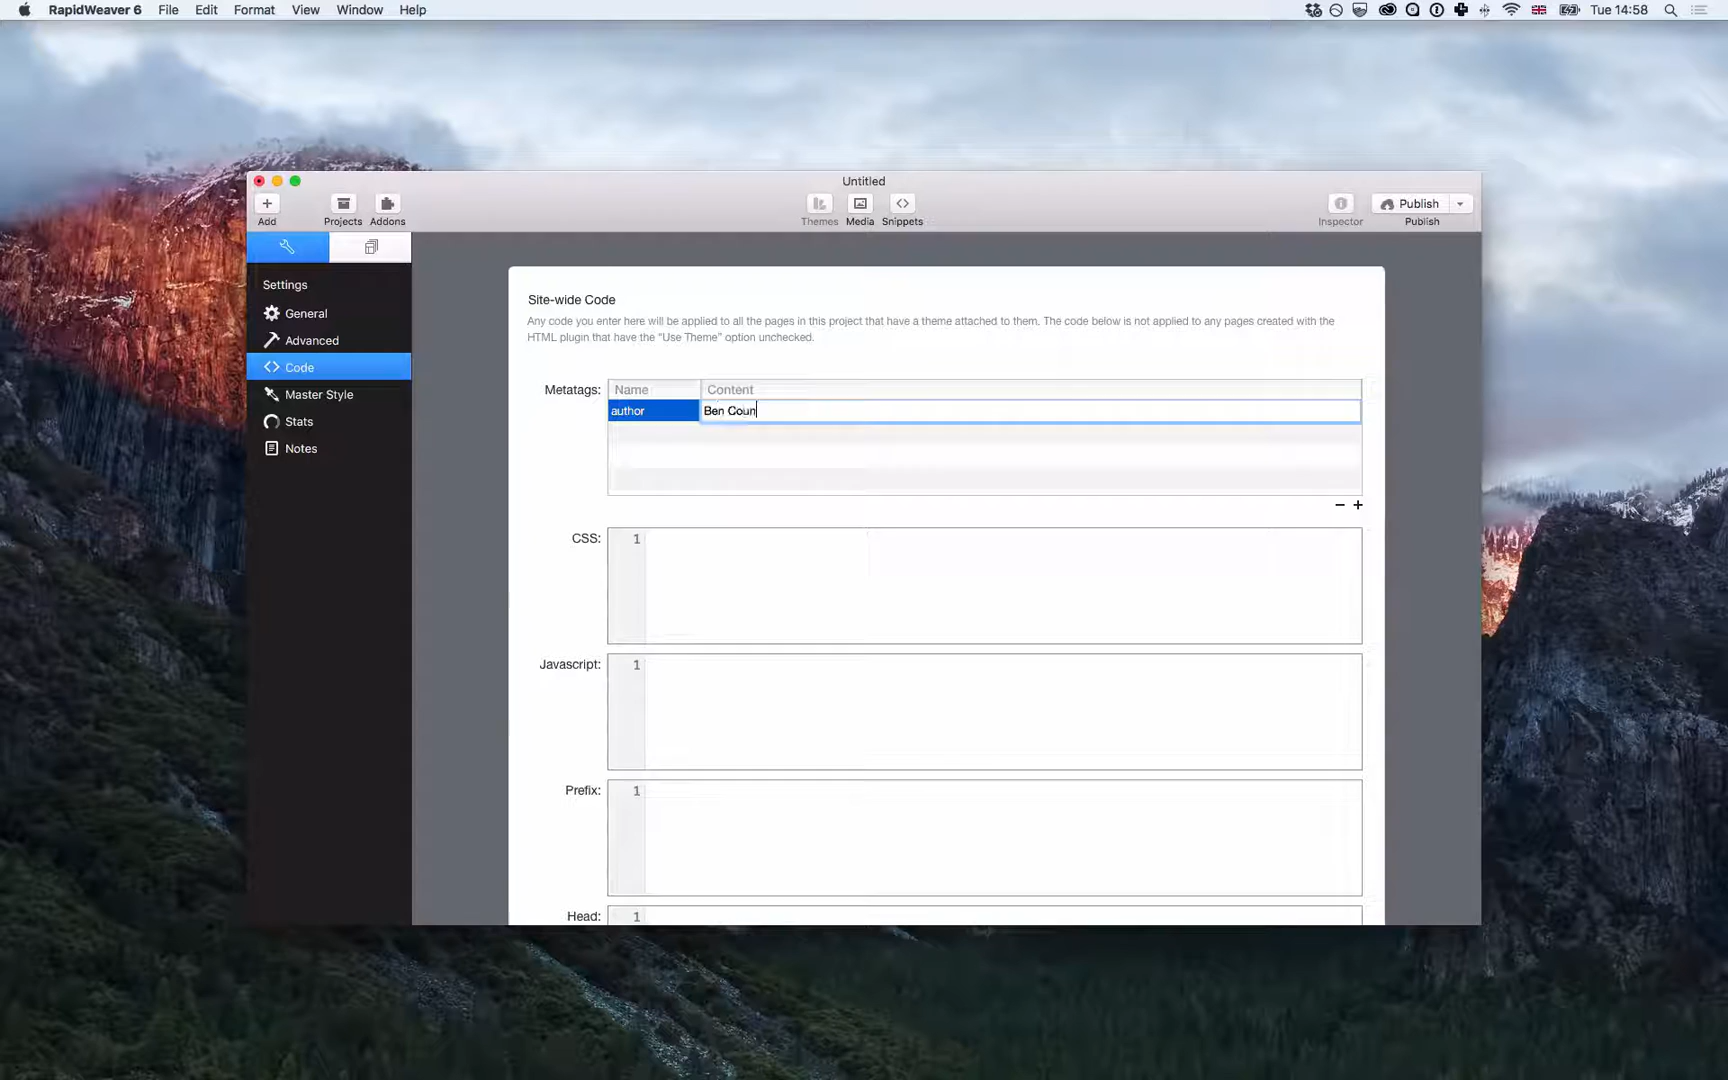 RapidWeaver 6 File Edit Format View Window Help Tue 14:58
Untitled
Add Projects Addons Themes Media Snippets Inspector Publish Publish
Settings
General
Advanced
Code
Master Style
Stats
Notes
Site-wide Code
Any code you enter here will be applied to all the pages in this project that have a theme attached to them. The code below is not applied to any pages created with the
HTML plugin that have the "Use Theme" option unchecked.
Metatags: Name Content
author Ben Coun
CSS: 1
Javascript: 1
Prefix: 1
Head: 1